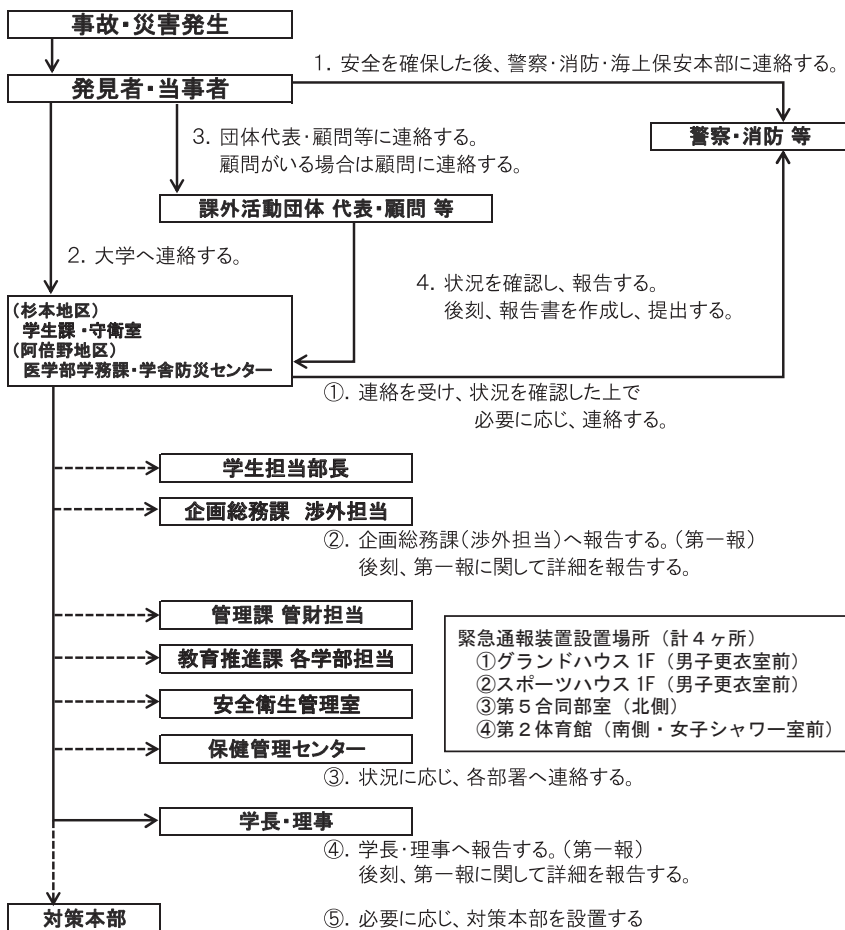 事故・災害発生
1. 安全を確保した後、警察・消防・海上保安本部に連絡する。
発見者・当事者
3. 団体代表・顧問等に連絡する。
顧問がいる場合は顧問に連絡する。
警察・消防 等
課外活動団体 代表・顧問 等
2. 大学へ連絡する。
4. 状況を確認し、報告する。
後刻、報告書を作成し、提出する。
(杉本地区)
学生課・守衛室
(阿倍野地区)
医学部学務課・学舎防災センター
①. 連絡を受け、状況を確認した上で
必要に応じ、連絡する。
学生担当部長
企画総務課 渉外担当
②. 企画総務課(渉外担当)へ報告する。(第一報)
後刻、第一報に関して詳細を報告する。
管理課 管財担当
教育推進課 各学部担当
安全衛生管理室
保健管理センター
緊急通報装置設置場所（計４ヶ所）
①グランドハウス 1F（男子更衣室前）
②スポーツハウス 1F（男子更衣室前）
③第５合同部室（北側）
④第２体育館（南側・女子シャワー室前）
③. 状況に応じ、各部署へ連絡する。
学長・理事
④. 学長・理事へ報告する。(第一報)
後刻、第一報に関して詳細を報告する。
対策本部
⑤. 必要に応じ、対策本部を設置する